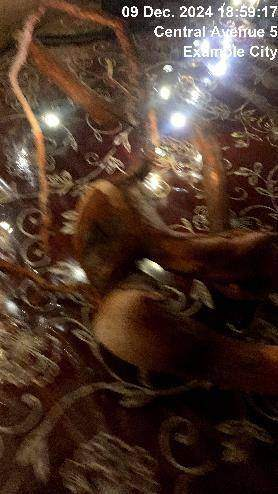 09 Dec. 2024 18:59:17
Central Avenue 5
Example City